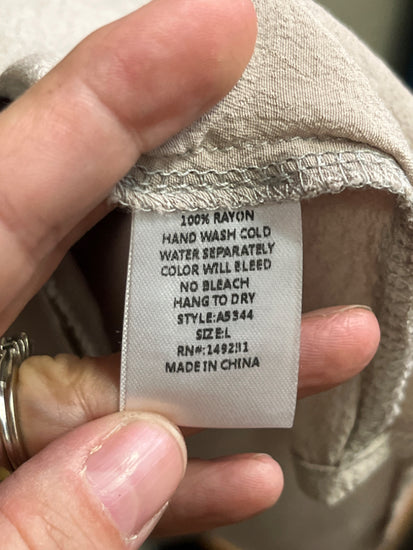 100% RAYON
HAND WASH COLD
WATER SEPARATELY
COLOR WILL BLEED
NO BLEACH
HANG TO DRY
STYLE:A5344
SIZE:L
RN#:149211
MADE IN CHINA